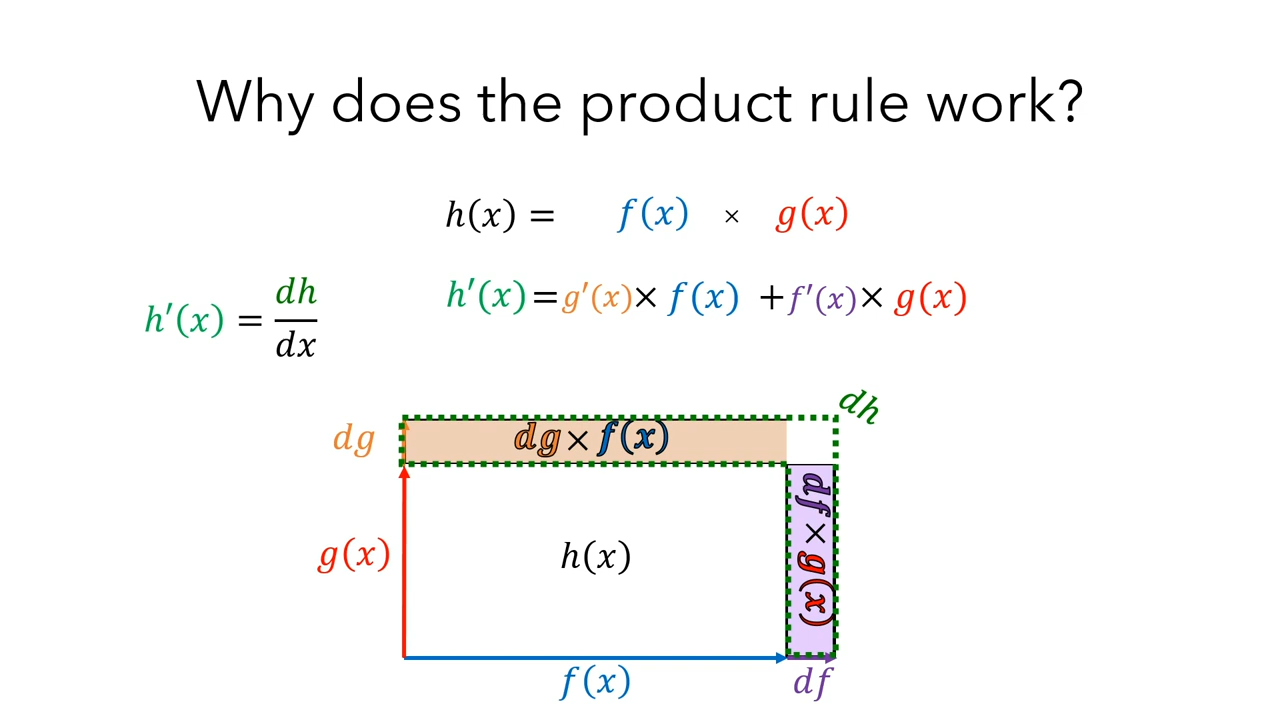 Why does the product rule work?
h(x) = f(x) × g(x)
h′(x) = g′(x) × f(x) + f′(x) × g(x)
h′(x) = dh/dx
dh
dg
dg × f(x)
df × g(x)
g(x)
h(x)
f(x)
df